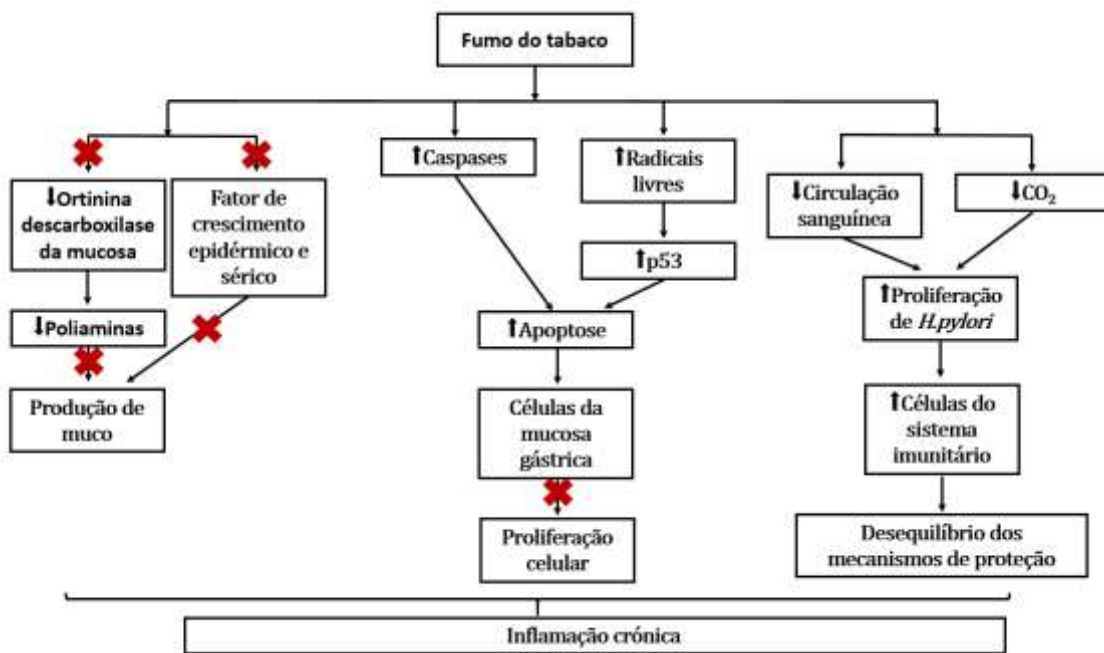 Fumo do tabaco
↓Ortinina
descarboxilase
da mucosa
Fator de
crescimento
epidérmico e
sérico
↑Caspases
↑Radicais
livres
↓Circulação
sanguínea
↓CO₂
↑p53
↓Poliaminas
↑Apoptose
↑Proliferação
de H.pylori
Produção de
muco
Células da
mucosa
gástrica
↑Células do
sistema
imunitário
Proliferação
celular
Desequilíbrio dos
mecanismos de proteção
Inflamação crónica